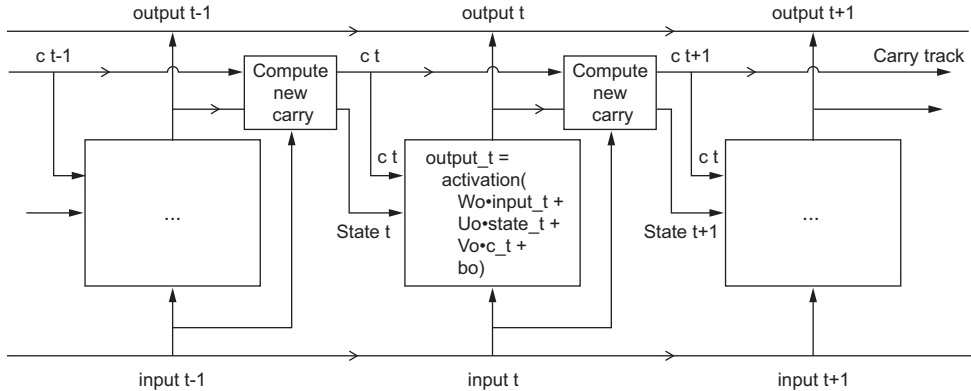 output t-1
output t
output t+1
c t-1
Compute
new
carry
c t
Compute
new
carry
c t+1
Carry track
...
c t
output_t =
activation(
Wo•input_t +
Uo•state_t +
Vo•c_t +
bo)
c t
...
State t
State t+1
input t-1
input t
input t+1